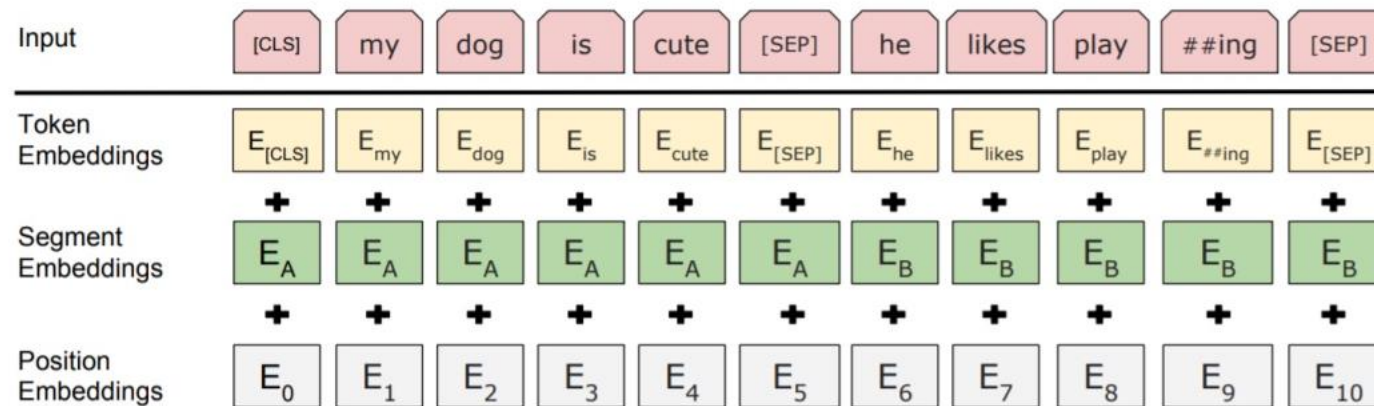 Input [CLS] my dog is cute [SEP] he likes play ##ing [SEP]
Token
Embeddings E[CLS] Emy Edog Eis Ecute E[SEP] Ehe Elikes Eplay E##ing E[SEP]
+ + + + + + + + + + +
Segment
Embeddings EA EA EA EA EA EA EB EB EB EB EB
+ + + + + + + + + + +
Position
Embeddings E0 E1 E2 E3 E4 E5 E6 E7 E8 E9 E10